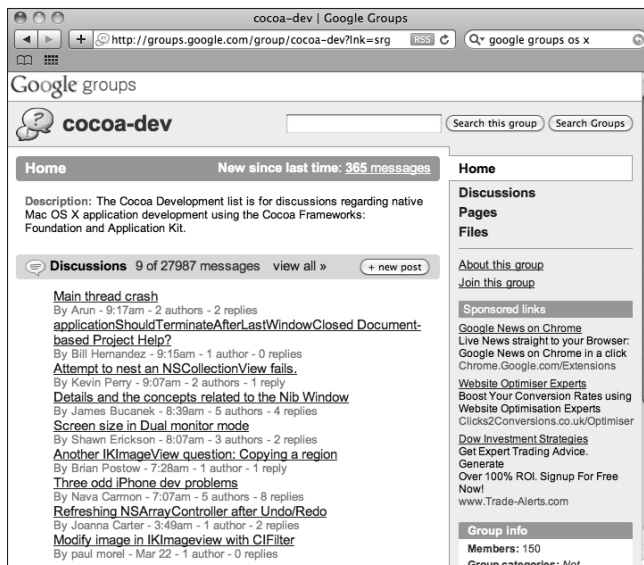 cocoa-dev | Google Groups
http://groups.google.com/group/cocoa-dev?lnk=srg
RSS
google groups os x
Google groups
cocoa-dev
Search this group
Search Groups
Home
New since last time: 365 messages
Description: The Cocoa Development list is for discussions regarding native
Mac OS X application development using the Cocoa Frameworks:
Foundation and Application Kit.
Discussions 9 of 27987 messages view all »
+ new post
Main thread crash
By Arun - 9:17am - 2 authors - 2 replies
applicationShouldTerminateAfterLastWindowClosed Document-
based Project Help?
By Bill Hernandez - 9:15am - 1 author - 0 replies
Attempt to nest an NSCollectionView fails.
By Kevin Perry - 9:07am - 2 authors - 1 reply
Details and the concepts related to the Nib Window
By James Bucanek - 8:39am - 5 authors - 4 replies
Screen size in Dual monitor mode
By Shawn Erickson - 8:07am - 3 authors - 2 replies
Another IKImageView question: Copying a region
By Brian Postow - 7:28am - 1 author - 1 reply
Three odd iPhone dev problems
By Nava Carmon - 7:07am - 5 authors - 8 replies
Refreshing NSArrayController after Undo/Redo
By Joanna Carter - 3:49am - 1 author - 2 replies
Modify image in IKImageview with CIFilter
By paul morel - Mar 22 - 1 author - 0 replies
Home
Discussions
Pages
Files
About this group
Join this group
Sponsored links
Google News on Chrome
Live News straight to your Browser:
Google News on Chrome in a click
Chrome.Google.com/Extensions
Website Optimiser Experts
Boost Your Conversion Rates using
Website Optimisation Experts
Clicks2Conversions.co.uk/Optimiser
Dow Investment Strategies
Get Expert Trading Advice.
Generate
Over 100% ROI. Signup For Free
Now!
www.Trade-Alerts.com
Group info
Members: 150
Group categories: Not